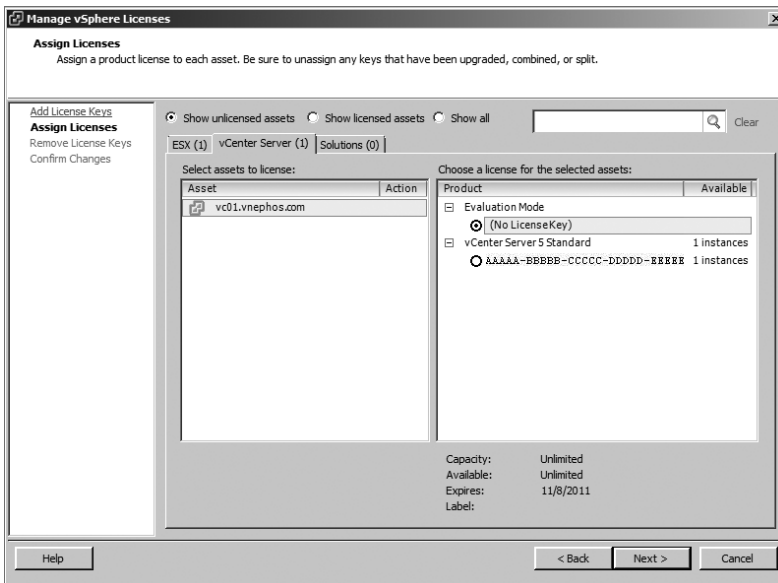 Manage vSphere Licenses
Assign Licenses
Assign a product license to each asset. Be sure to unassign any keys that have been upgraded, combined, or split.
Add License Keys
Assign Licenses
Remove License Keys
Confirm Changes
Show unlicensed assets Show licensed assets Show all Clear
ESX (1) vCenter Server (1) Solutions (0)
Select assets to license:
Asset Action
vc01.vnephos.com
Choose a license for the selected assets:
Product Available
Evaluation Mode
(No License Key)
vCenter Server 5 Standard 1 instances
AAAAA-BBBBB-CCCCC-DDDDD-EEEEE 1 instances
Capacity: Unlimited
Available: Unlimited
Expires: 11/8/2011
Label:
Help < Back Next > Cancel